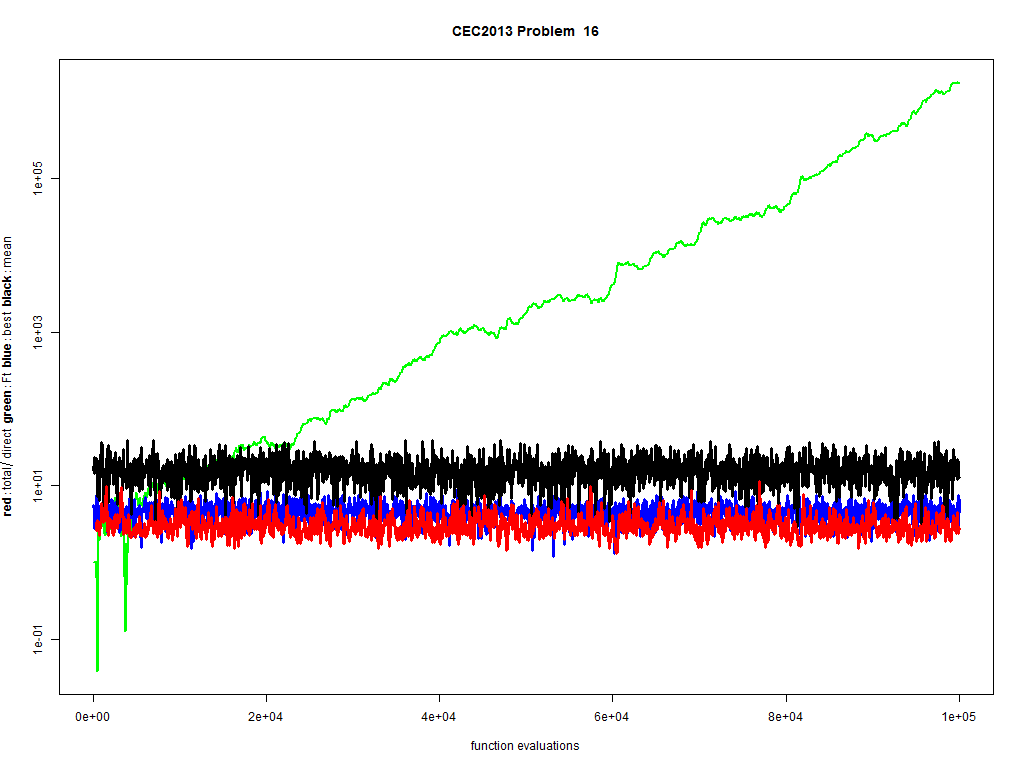 CEC2013 Problem 16
red : total/ direct green : Ft blue : best black : mean
1e+05
1e+03
1e+01
1e-01
0e+00 2e+04 4e+04 6e+04 8e+04 1e+05
function evaluations